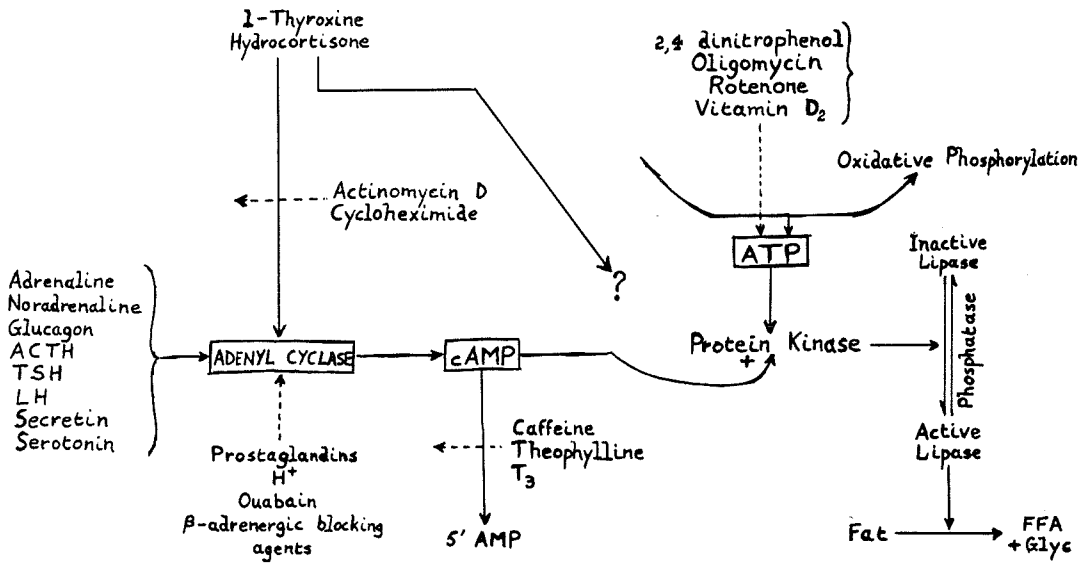 l-Thyroxine
Hydrocortisone
2,4 dinitrophenol
Oligomycin
Rotenone
Vitamin D₂
Oxidative Phosphorylation
Actinomycin D
Cycloheximide
ATP
Inactive
Lipase
?
Adrenaline
Noradrenaline
Glucagon
ACTH
TSH
LH
Secretin
Serotonin
ADENYL CYCLASE
cAMP
Protein Kinase
+
Phosphatase
Active
Lipase
Prostaglandins
H⁺
Ouabain
β-adrenergic blocking
agents
Caffeine
Theophylline
T₃
5' AMP
Fat
FFA
+Glyc